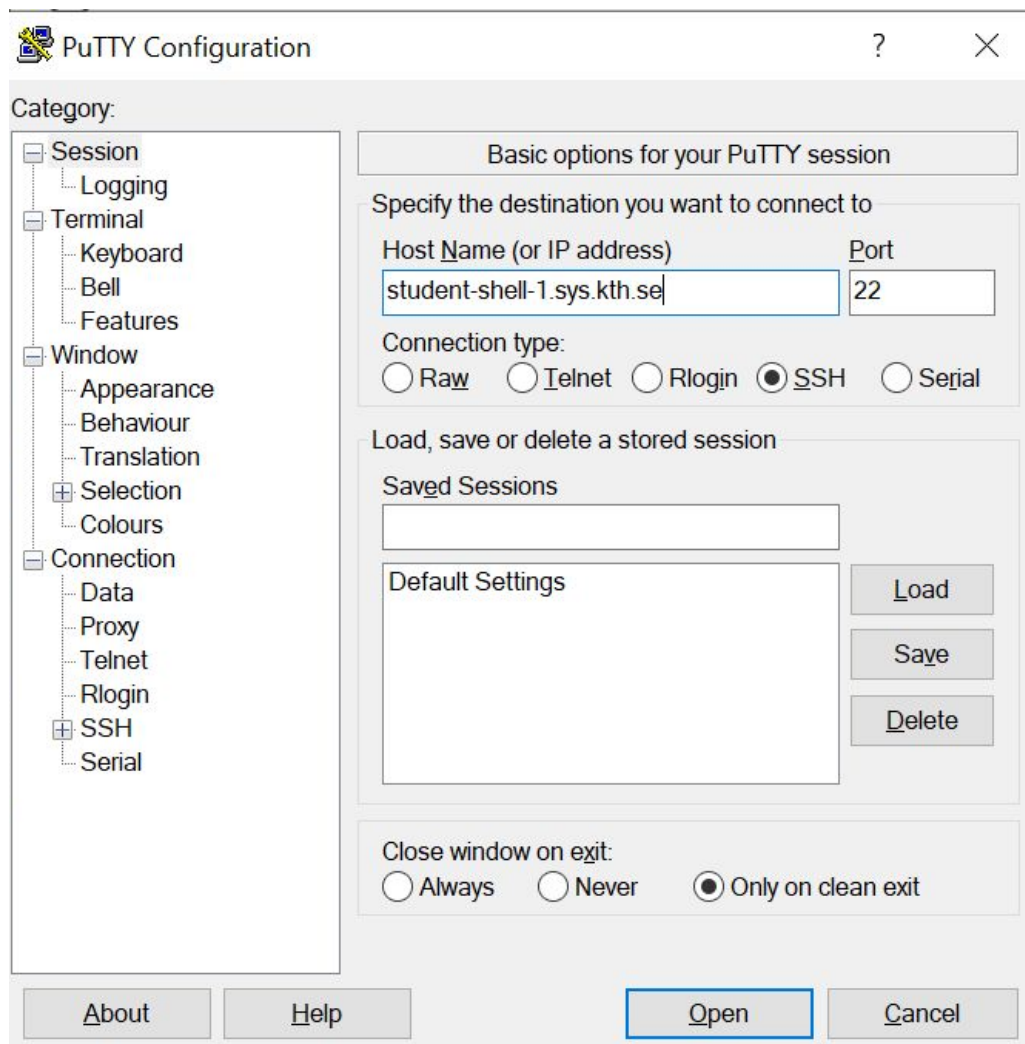 PuTTY Configuration
?
Category:
Session
Logging
Terminal
Keyboard
Bell
Features
Window
Appearance
Behaviour
Translation
Selection
Colours
Connection
Data
Proxy
Telnet
Rlogin
SSH
Serial
Basic options for your PuTTY session
Specify the destination you want to connect to
Host Name (or IP address) Port
student-shell-1.sys.kth.se 22
Connection type:
Raw Telnet Rlogin SSH Serial
Load, save or delete a stored session
Saved Sessions
Default Settings
Load
Save
Delete
Close window on exit:
Always Never Only on clean exit
About Help Open Cancel